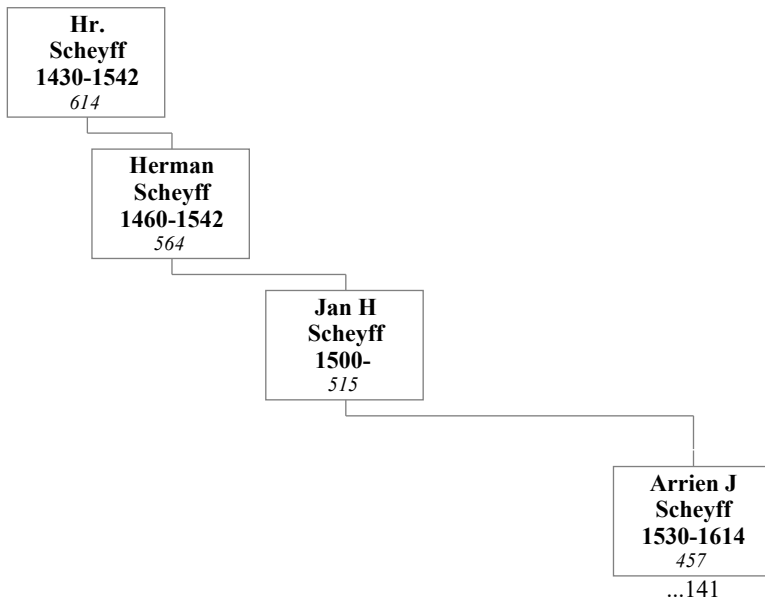 Hr.
Scheyff
1430-1542
614
Herman
Scheyff
1460-1542
564
Jan H
Scheyff
1500-
515
Arrien J
Scheyff
1530-1614
457
...141